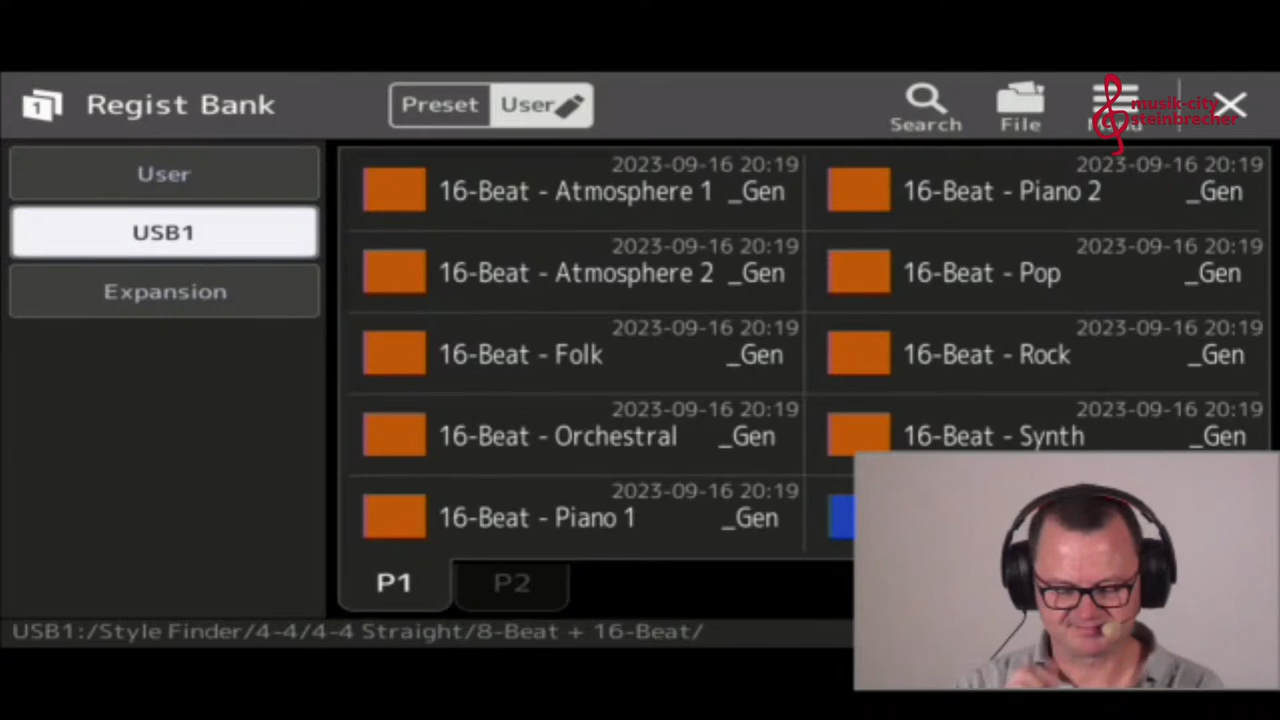 1 Regist Bank Preset User Search File Menu
musik-city
steinbrecher
User
USB1
Expansion
2023-09-16 20:19
16-Beat - Atmosphere 1 _Gen
2023-09-16 20:19
16-Beat - Piano 2 _Gen
2023-09-16 20:19
16-Beat - Atmosphere 2 _Gen
2023-09-16 20:19
16-Beat - Pop _Gen
2023-09-16 20:19
16-Beat - Folk _Gen
2023-09-16 20:19
16-Beat - Rock _Gen
2023-09-16 20:19
16-Beat - Orchestral _Gen
2023-09-16 20:19
16-Beat - Synth _Gen
2023-09-16 20:19
16-Beat - Piano 1 _Gen
P1 P2
USB1:/Style Finder/4-4/4-4 Straight/8-Beat + 16-Beat/